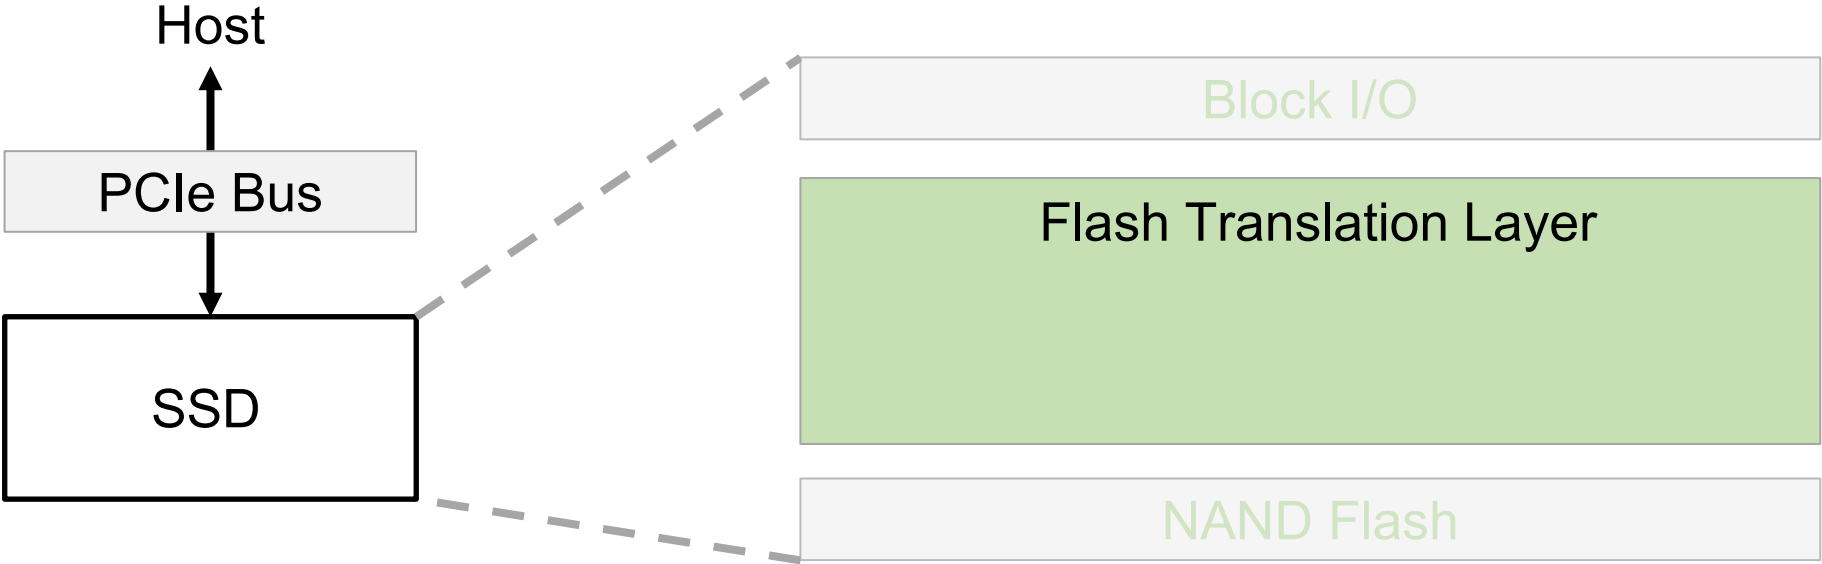 Host
PCIe Bus
SSD
Block I/O
Flash Translation Layer
NAND Flash